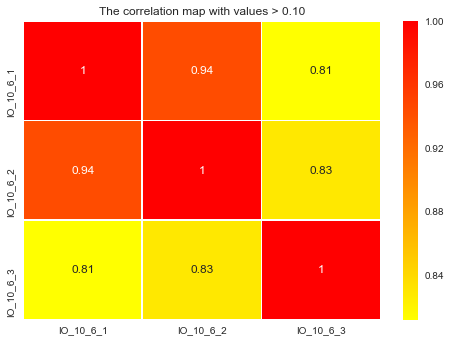 The correlation map with values > 0.10
IO_10_6_1
1
0.94
0.81
IO_10_6_2
0.94
1
0.83
IO_10_6_3
0.81
0.83
1
IO_10_6_1
IO_10_6_2
IO_10_6_3
1.00
0.96
0.92
0.88
0.84